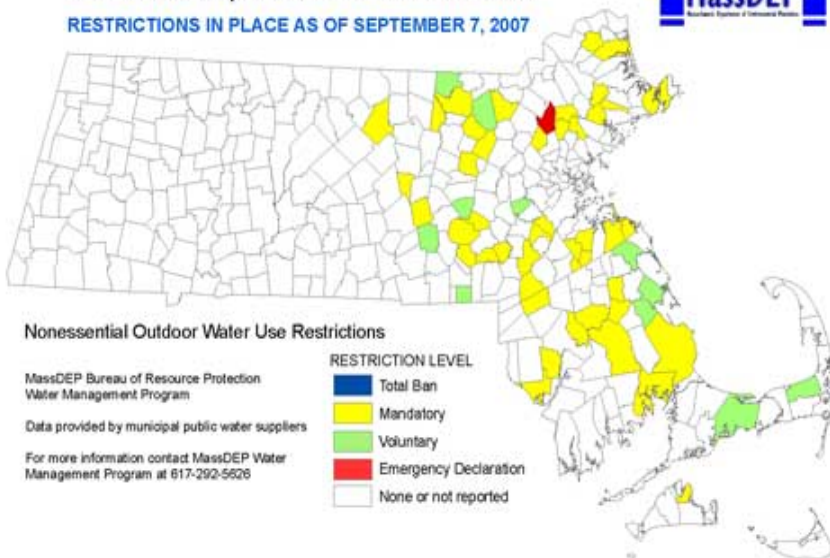 RESTRICTIONS IN PLACE AS OF SEPTEMBER 7, 2007
MassDEP
Nonessential Outdoor Water Use Restrictions
MassDEP Bureau of Resource Protection
Water Management Program
Data provided by municipal public water suppliers
For more information contact MassDEP Water
Management Program at 617-292-5626
RESTRICTION LEVEL
Total Ban
Mandatory
Voluntary
Emergency Declaration
None or not reported